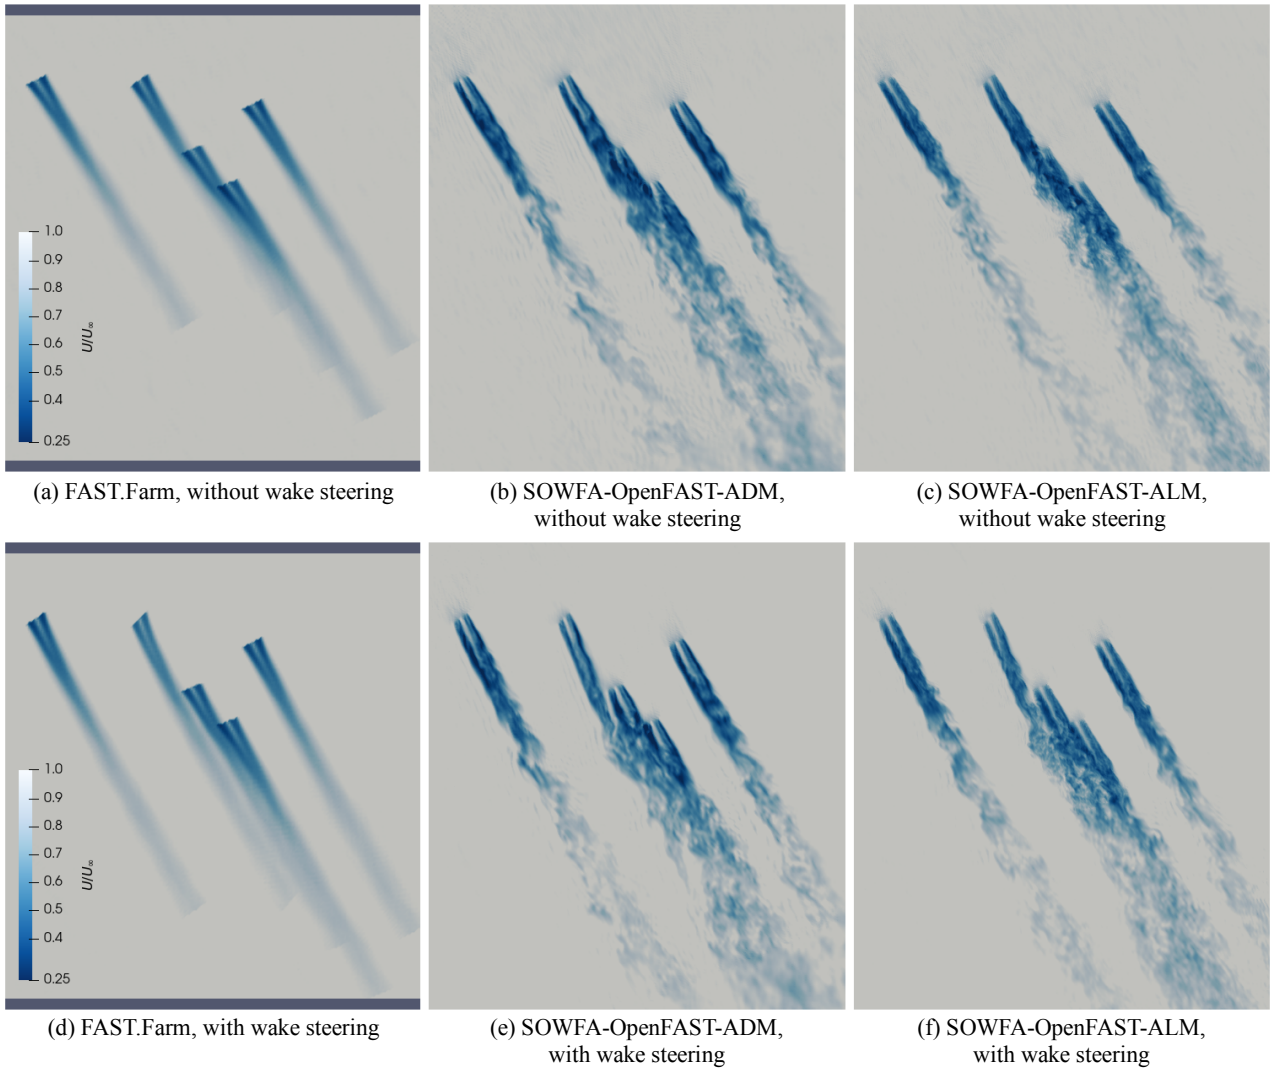 1.0
0.9
0.8
0.7
0.6
0.5
0.4
0.25
U/U∞
(a) FAST.Farm, without wake steering
(b) SOWFA-OpenFAST-ADM,
without wake steering
(c) SOWFA-OpenFAST-ALM,
without wake steering
1.0
0.9
0.8
0.7
0.6
0.5
0.4
0.25
U/U∞
(d) FAST.Farm, with wake steering
(e) SOWFA-OpenFAST-ADM,
with wake steering
(f) SOWFA-OpenFAST-ALM,
with wake steering